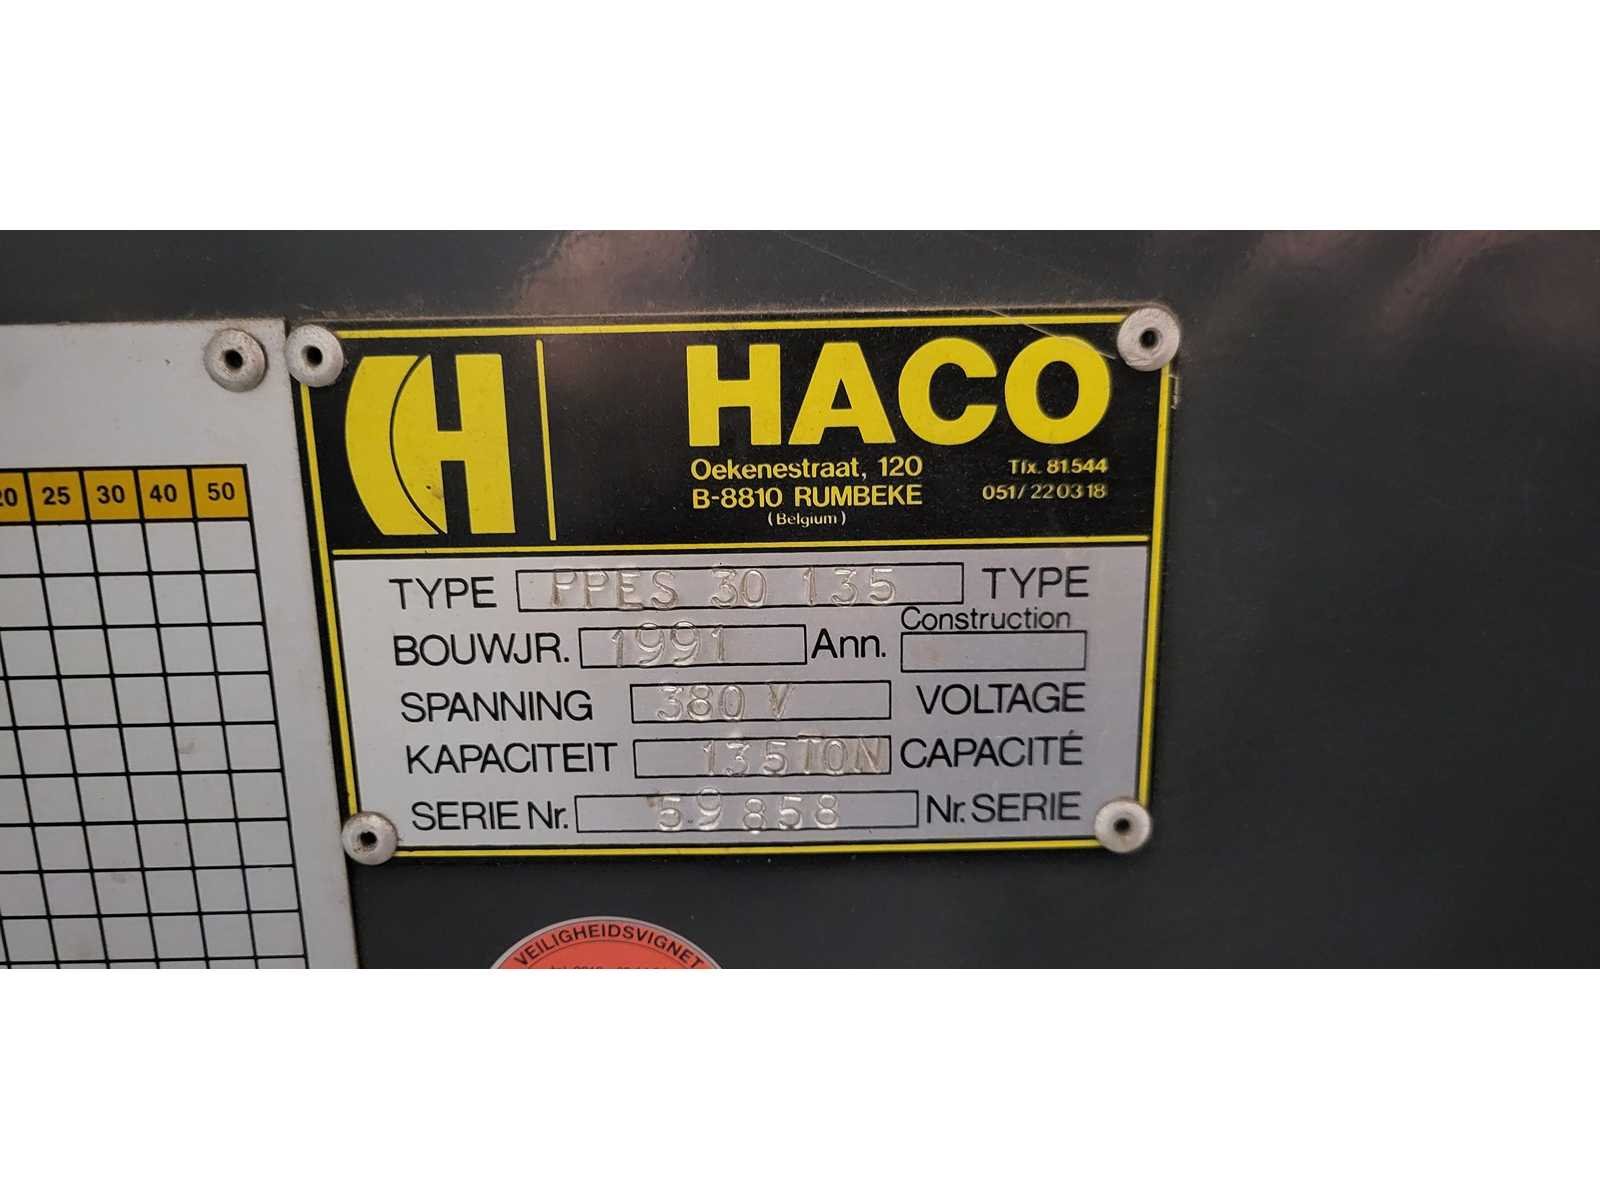 HACO
Oekenestraat, 120 Tlx. 81.544
B-8810 RUMBEKE 051/ 220318
(Belgium)
20 25 30 40 50
TYPE PPES 30 135 TYPE
BOUWJR. 1991 Ann. Construction
SPANNING 380 V VOLTAGE
KAPACITEIT 135TON CAPACITÉ
SERIE Nr. 59858 Nr. SERIE
VEILIGHEIDSVIGNET